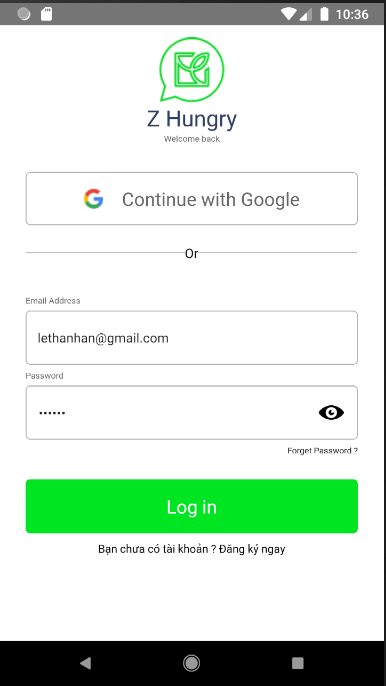 10:36
Z Hungry
Welcome back
Continue with Google
Or
Email Address
lethanhan@gmail.com
Password
••••••
Forget Password ?
Log in
Bạn chưa có tài khoản ? Đăng ký ngay